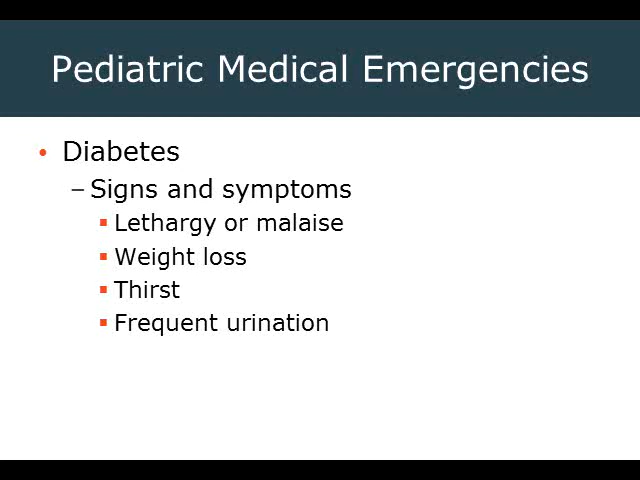 Pediatric Medical Emergencies
• Diabetes
– Signs and symptoms
▪ Lethargy or malaise
▪ Weight loss
▪ Thirst
▪ Frequent urination